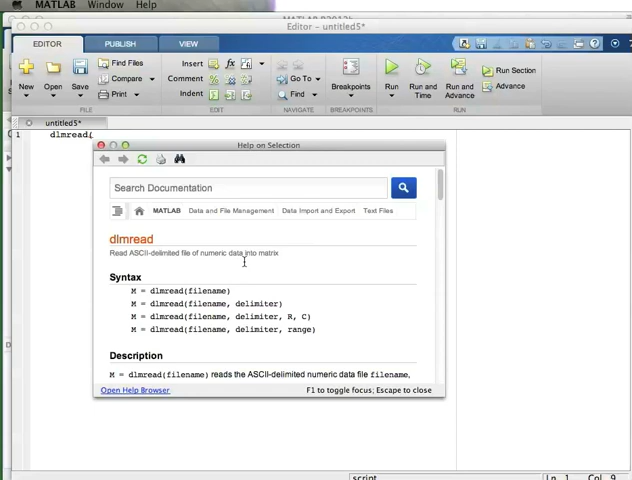 MATLAB Window Help
Editor - untitled5*
EDITOR PUBLISH VIEW
New Open Save Find Files Compare Print Insert Comment Indent Go To Find Breakpoints Run Run and Time Run and Advance Run Section Advance
FILE EDIT NAVIGATE BREAKPOINTS RUN
untitled5*
1 dlmread(
Help on Selection
Search Documentation
MATLAB Data and File Management Data Import and Export Text Files
dlmread
Read ASCII-delimited file of numeric data into matrix
Syntax
M = dlmread(filename)
M = dlmread(filename, delimiter)
M = dlmread(filename, delimiter, R, C)
M = dlmread(filename, delimiter, range)
Description
M = dlmread(filename) reads the ASCII-delimited numeric data file filename,
Open Help Browser F1 to toggle focus; Escape to close
script Ln 1 Col 9